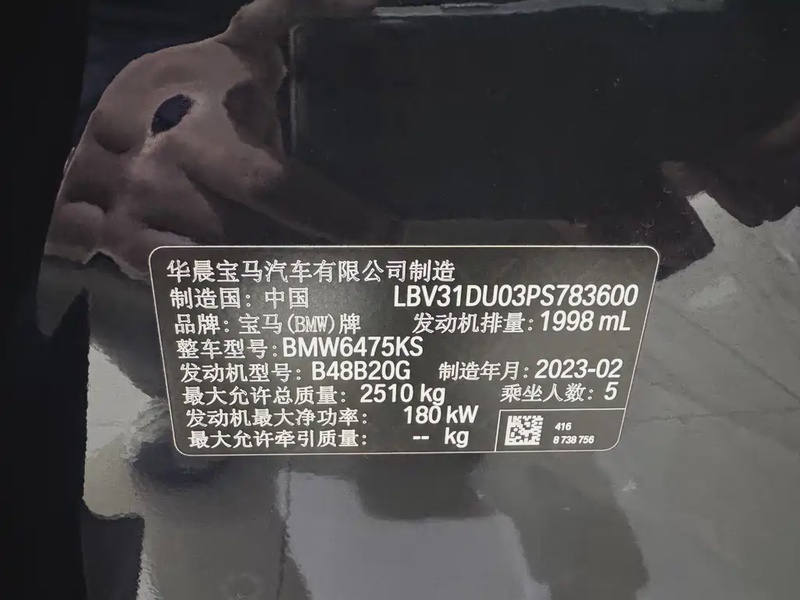 华晨宝马汽车有限公司制造
制造国：中国 LBV31DU03PS783600
品牌：宝马(BMW)牌 发动机排量：1998 mL
整车型号：BMW6475KS
发动机型号：B48B20G 制造年月：2023-02
最大允许总质量：2510 kg 乘坐人数：5
发动机最大净功率：180 kW
最大允许牵引质量：-- kg
416
8 738 756